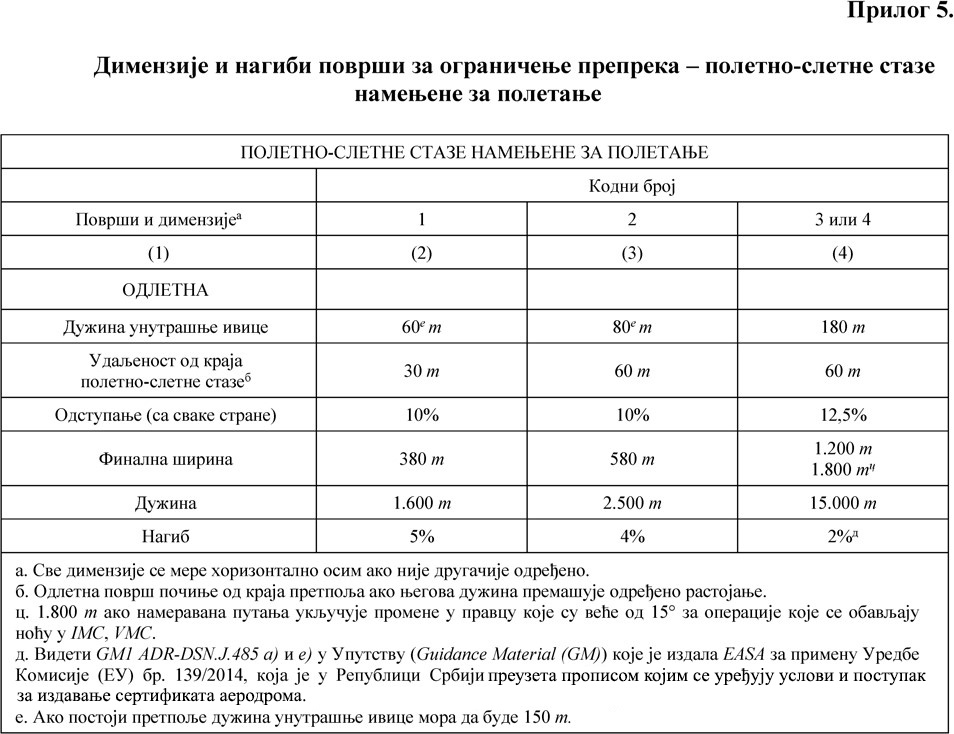 Прилог 5.
Димензије и нагиби површи за ограничење препрека – полетно-слетне стазе
намењене за полетање
ПОЛЕТНО-СЛЕТНЕ СТАЗЕ НАМЕЊЕНЕ ЗА ПОЛЕТАЊЕ
Кодни број
Површи и димензијеᵃ 1 2 3 или 4
(1) (2) (3) (4)
ОДЛЕТНА
Дужина унутрашње ивице 60ᵉ m 80ᵉ m 180 m
Удаљеност од краја
полетно-слетне стазеб 30 m 60 m 60 m
Одступање (са сваке стране) 10% 10% 12,5%
Финална ширина 380 m 580 m 1.200 m
1.800 mц
Дужина 1.600 m 2.500 m 15.000 m
Нагиб 5% 4% 2%д
а. Све димензије се мере хоризонтално осим ако није другачије одређено.
б. Одлетна површ почиње од краја претпоља ако његова дужина премашује одређено растојање.
ц. 1.800 m ако намеравана путања укључује промене у правцу које су веће од 15° за операције које се обављају
ноћу у IMC, VMC.
д. Видети GM1 ADR-DSN.J.485 a) и e) у Упутству (Guidance Material (GM)) које је издала EASA за примену Уредбе
Комисије (ЕУ) бр. 139/2014, која је у Републици Србији преузета прописом којим се уређују услови и поступак
за издавање сертификата аеродрома.
е. Ако постоји претпоље дужина унутрашње ивице мора да буде 150 m.